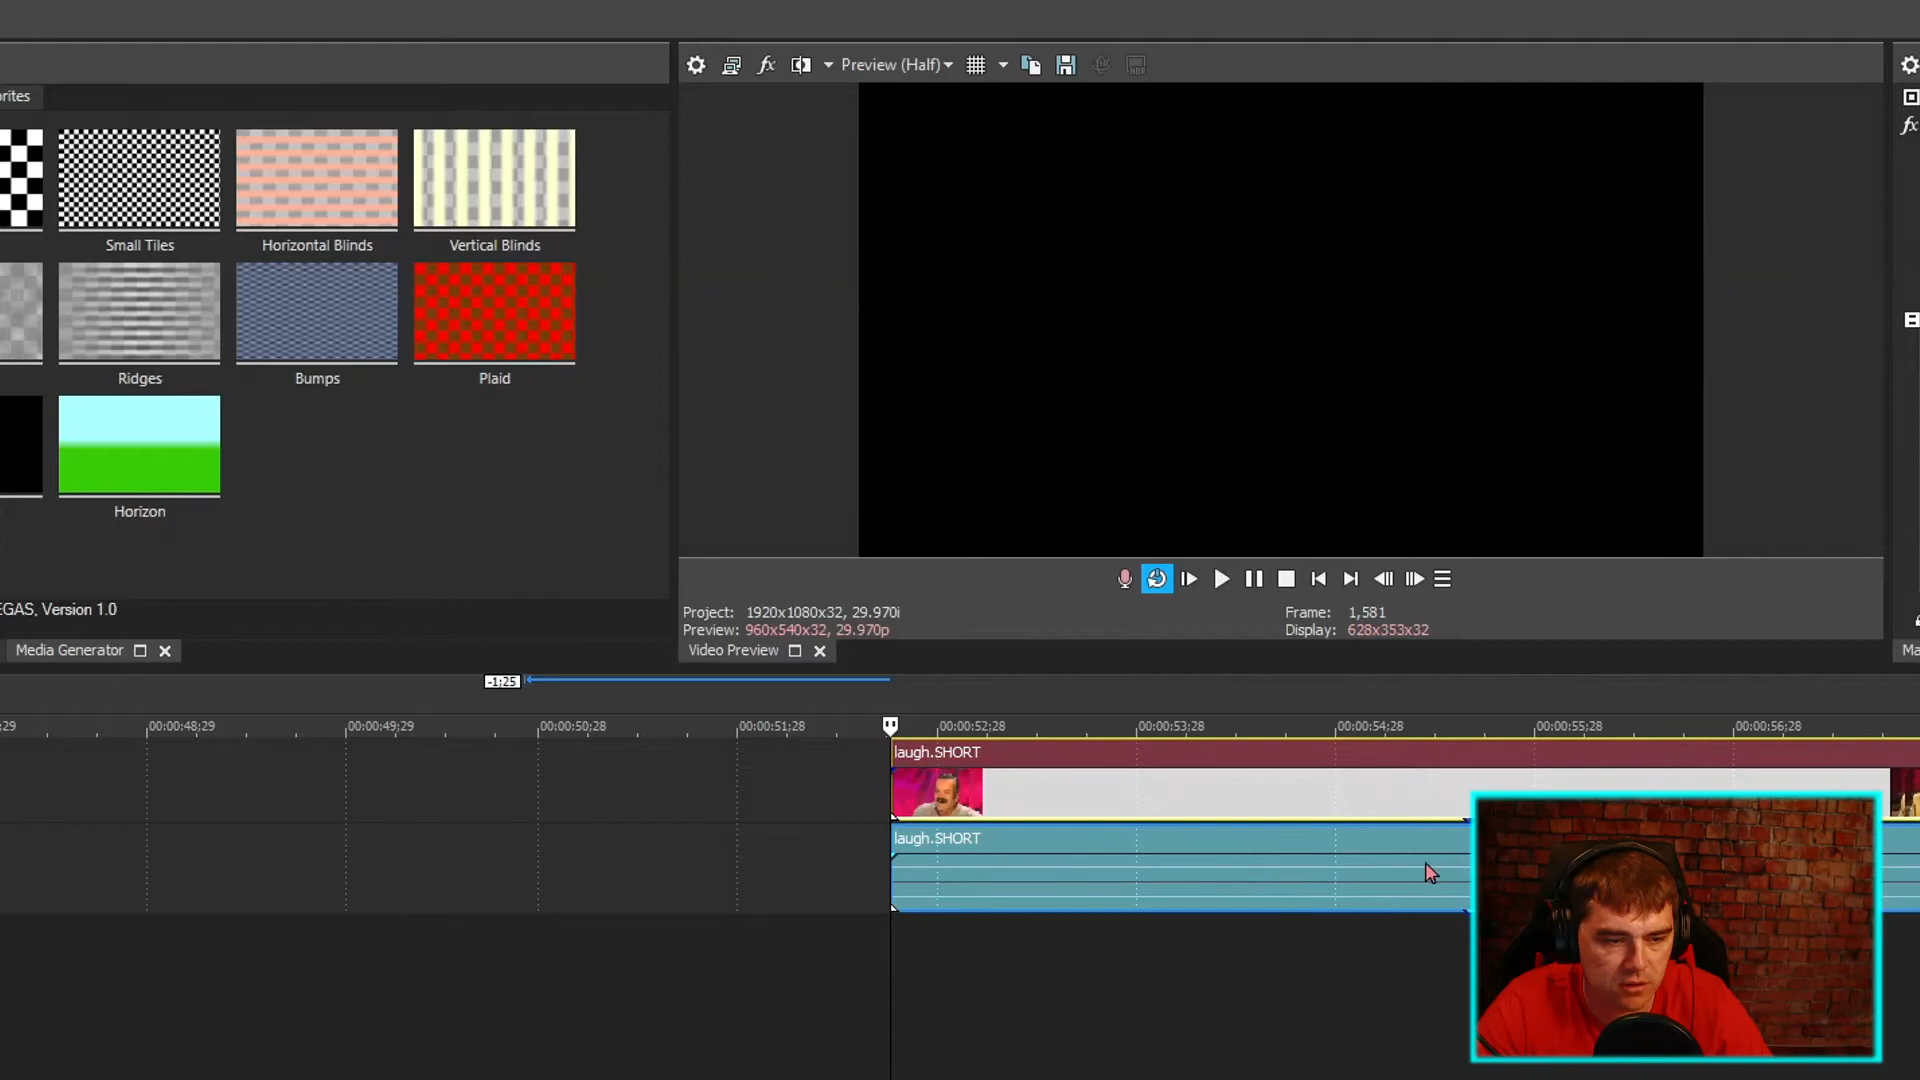 Preview (Half)
orites
Small Tiles
Horizontal Blinds
Vertical Blinds
Ridges
Bumps
Plaid
Horizon
EGAS, Version 1.0
Project: 1920x1080x32, 29.970i
Frame: 1,581
Preview: 960x540x32, 29.970p
Display: 628x353x32
Media Generator
Video Preview
Ma
-1;25
;29
00:00:48;29
00:00:49;29
00:00:50;28
00:00:51;28
00:00:52;28
00:00:53;28
00:00:54;28
00:00:55;28
00:00:56;28
laugh.SHORT
laugh.SHORT